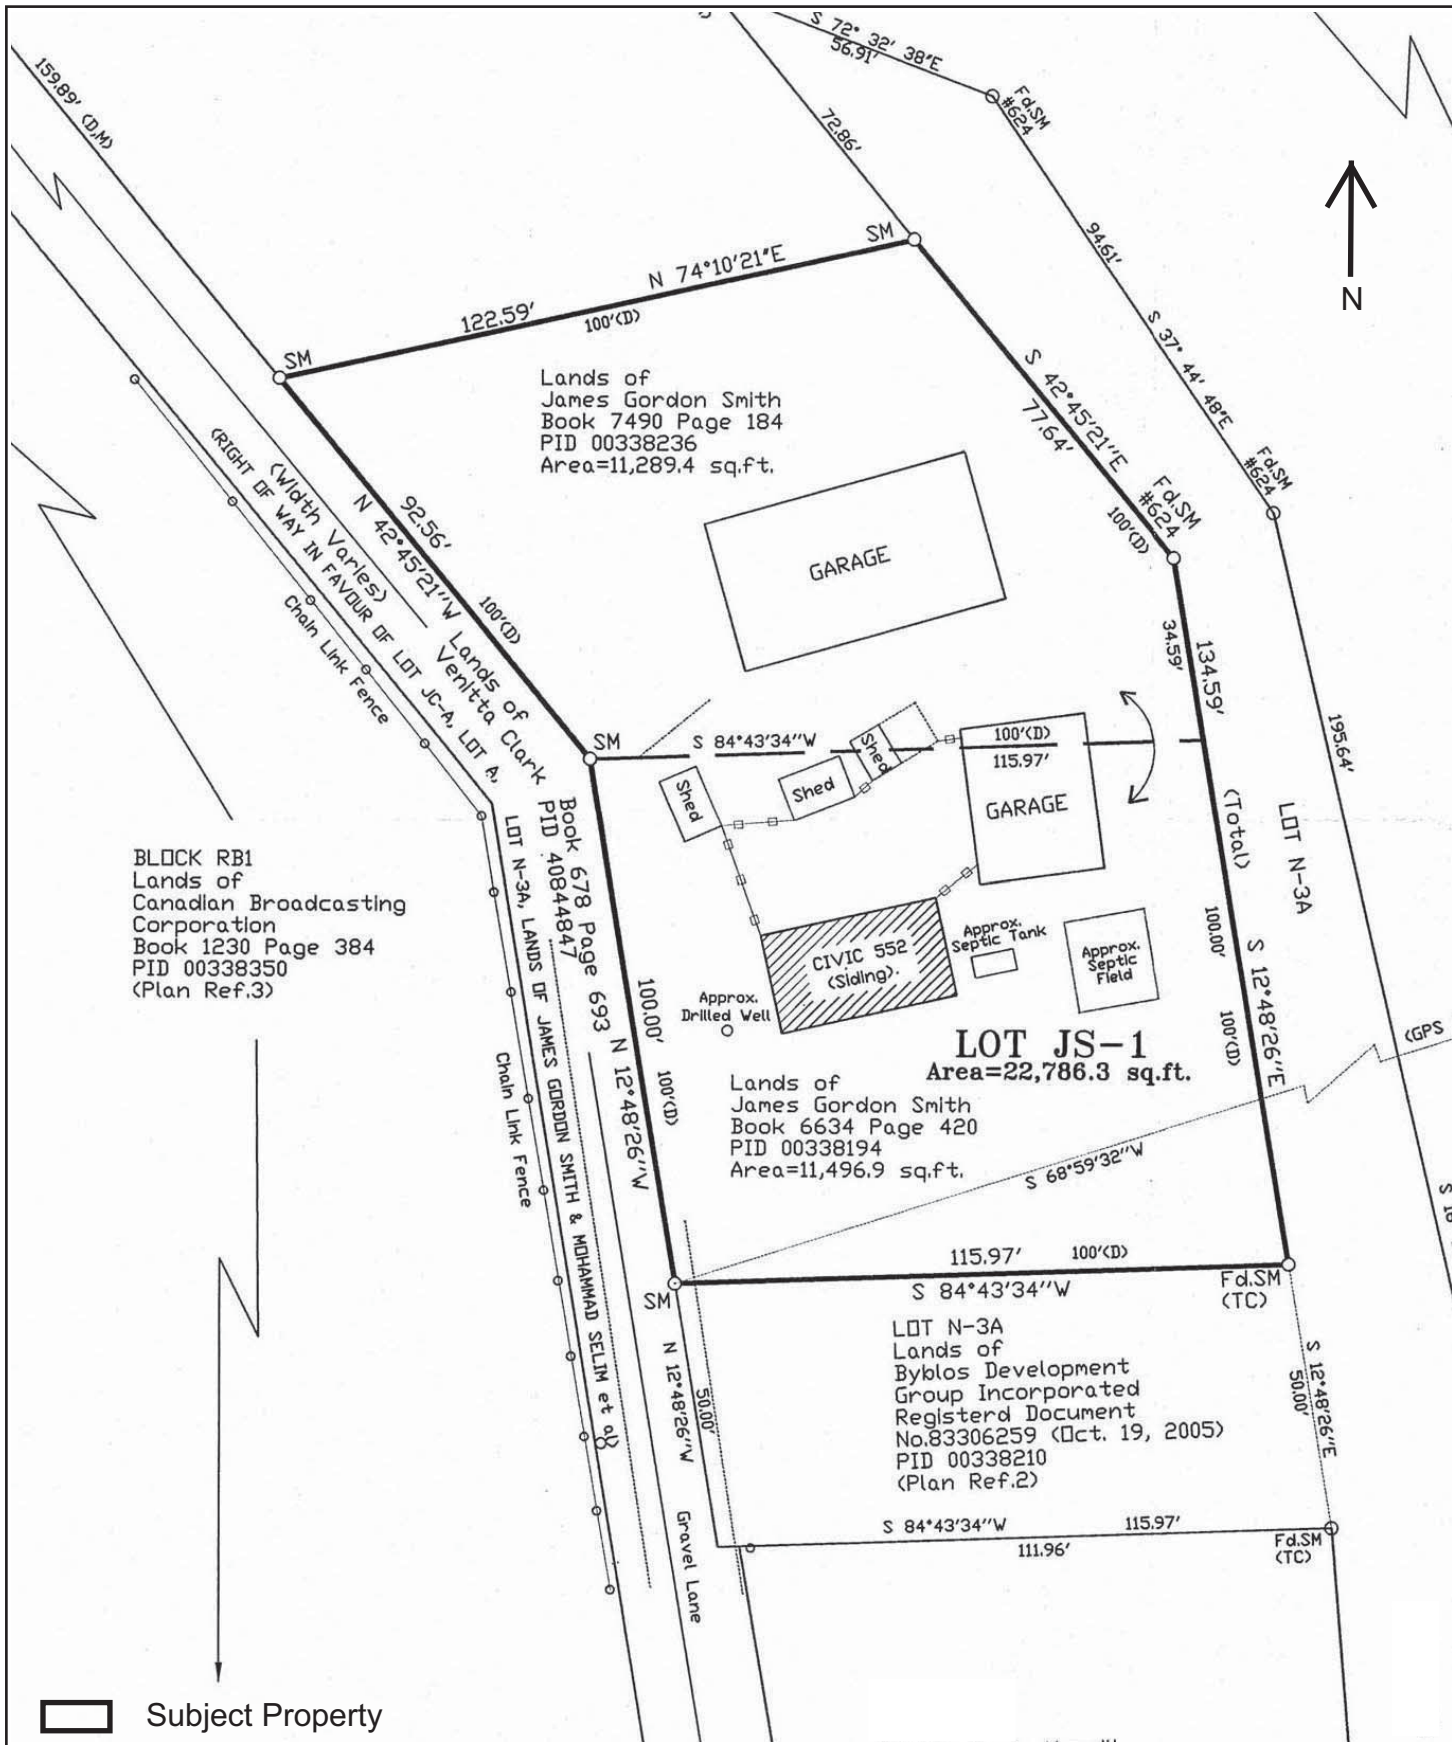 S 72° 32' 38"E
56.91'
159.89' (D,M)
Fd.SM
#624
72.86'
SM
N 74°10'21"E
94.61'
N
122.59'
100'(D)
S 37° 44' 48"E
SM
Lands of
James Gordon Smith
Book 7490 Page 184
PID 00338236
Area=11,289.4 sq.ft.
S 42°45'21"E
77.64'
Fd.SM
#624
Fd.SM
#624
100'(D)
(Width Varies)
(RIGHT OF WAY IN FAVOUR OF LOT JC-A, LOT A,
LOT N-3A, LANDS OF JAMES GORDON SMITH & MOHAMMAD SELIM et al)
92.56'
N 42°45'21"W
100'(D)
GARAGE
Chain Link Fence
Lands of
Venitta Clark
Book 678 Page 693
PID 40844847
34.59'
134.59'
(Total)
195.64'
SM
S 84°43'34"W
100'(D)
115.97'
Shed
Shed
Shed
GARAGE
LOT N-3A
BLOCK RB1
Lands of
Canadian Broadcasting
Corporation
Book 1230 Page 384
PID 00338350
(Plan Ref.3)
CIVIC 552
(Siding).
Approx.
Septic Tank
Approx.
Septic
Field
100.00'
S 12°48'26"E
100'(D)
Approx.
Drilled Well
100.00'
N 12°48'26"W
100'(D)
LOT JS-1
Area=22,786.3 sq.ft.
(GPS
Chain Link Fence
Lands of
James Gordon Smith
Book 6634 Page 420
PID 00338194
Area=11,496.9 sq.ft.
S 68°59'32"W
115.97'
100'(D)
S 84°43'34"W
SM
Fd.SM
(TC)
LOT N-3A
Lands of
Byblos Development
Group Incorporated
Registerd Document
No.83306259 (Oct. 19, 2005)
PID 00338210
(Plan Ref.2)
N 12°48'26"W
50.00'
S 12°48'26"E
50.00'
S 84°43'34"W
115.97'
111.96'
Fd.SM
(TC)
Gravel Lane
Subject Property